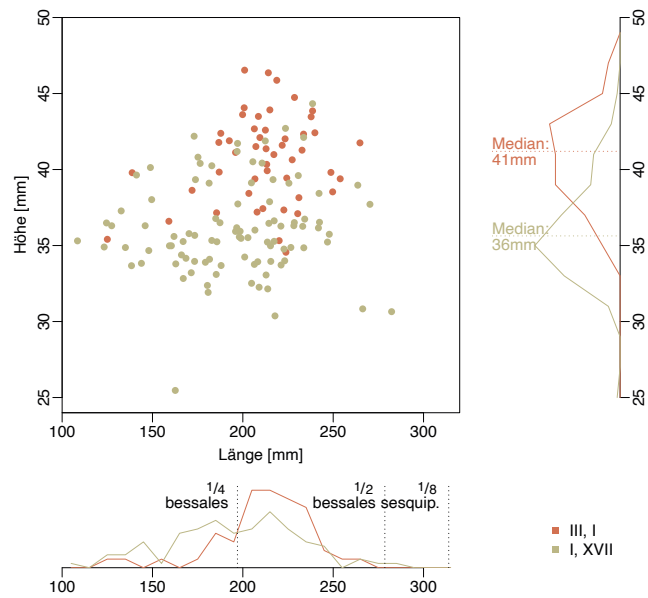 50
45
40
35
30
25
Höhe [mm]
100
150
200
250
300
Länge [mm]
50
45
40
35
30
25
Median:
41mm
Median:
36mm
1/4
bessales
1/2
bessales
1/8
sesquip.
100
150
200
250
300
III, I
I, XVII